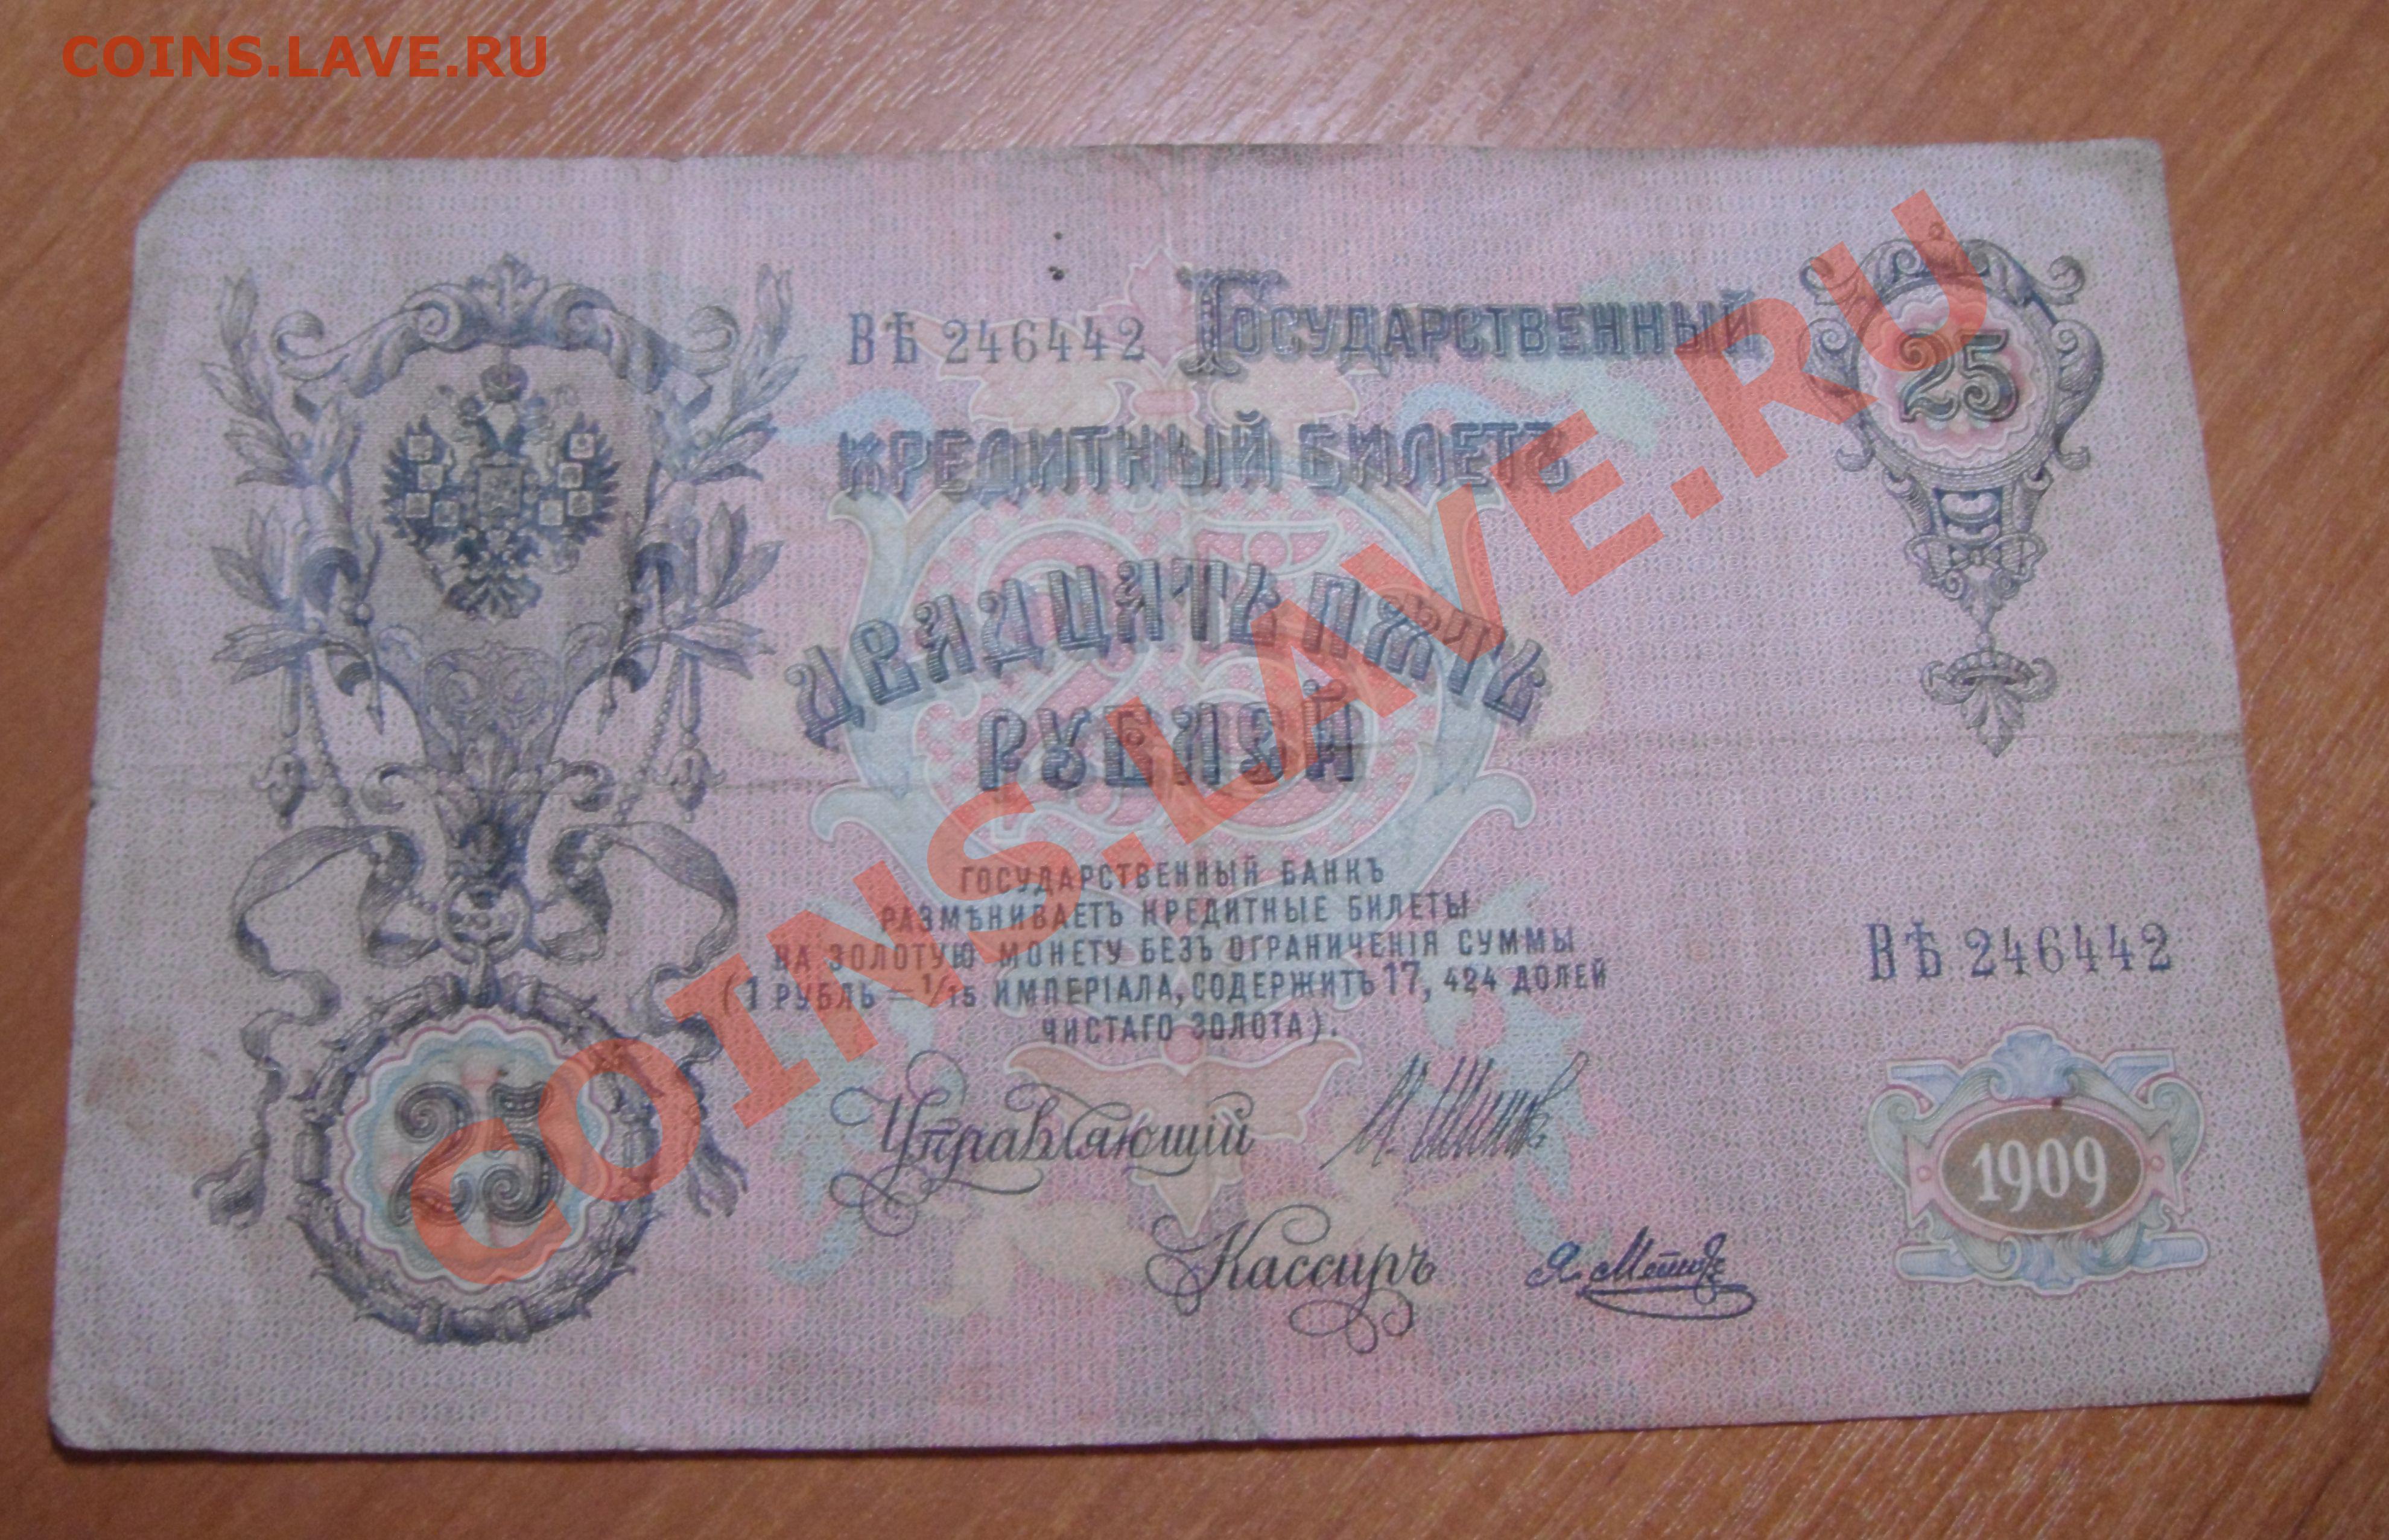 COINS.LAVE.RU
ВѢ 246442 ГОСУДАРСТВЕННЫЙ
КРЕДИТНЫЙ БИЛЕТЪ
25
ДВАДЦАТЬ ПЯТЬ
РУБЛЕЙ
COINS.LAVE.RU
ГОСУДАРСТВЕННЫЙ БАНКЪ
РАЗМѢНИВАЕТЪ КРЕДИТНЫЕ БИЛЕТЫ
НА ЗОЛОТУЮ МОНЕТУ БЕЗЪ ОГРАНИЧЕНІЯ СУММЫ
(1 РУБЛЬ = 1/15 ИМПЕРІАЛА, СОДЕРЖИТЪ 17, 424 ДОЛЕЙ
ЧИСТАГО ЗОЛОТА).
ВѢ 246442
25
Управляющій И. Шипов
1909
Кассиръ Я. Метц